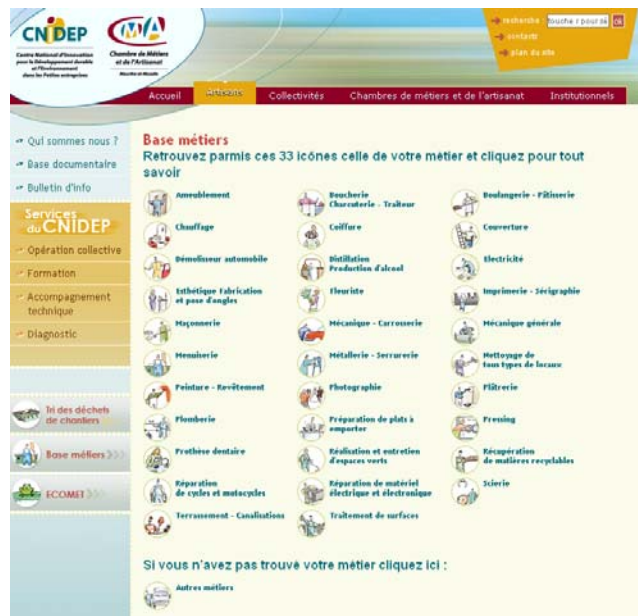 CNIDEP
Centre National d'Innovation
pour le Développement durable
et l'Environnement
dans les Petites entreprises
CMA
Chambre de Métiers
et de l'Artisanat
Meurthe et Moselle
recherche : touche r pour ok
contacts
plan du site
Accueil
Artisans
Collectivités
Chambres de métiers et de l'artisanat
Institutionnels
Qui sommes nous ?
Base documentaire
Bulletin d'info
Services
du CNIDEP
Opération collective
Formation
Accompagnement
technique
Diagnostic
Tri des déchets
de chantiers
Base métiers >>>
ECOMET >>>
Base métiers
Retrouvez parmis ces 33 icônes celle de votre métier et cliquez pour tout
savoir
Ameublement
Boucherie
Charcuterie - Traiteur
Boulangerie - Pâtisserie
Chauffage
Coiffure
Couverture
Démolisseur automobile
Distillation
Production d'alcool
Electricité
Esthétique Fabrication
et pose d'ongles
Fleuriste
Imprimerie - Sérigraphie
Maçonnerie
Mécanique - Carrosserie
Mécanique générale
Menuiserie
Métallerie - Serrurerie
Nettoyage de
tous types de locaux
Peinture - Revêtement
Photographie
Plâtrerie
Plomberie
Préparation de plats à
emporter
Pressing
Prothèse dentaire
Réalisation et entretien
d'espaces verts
Récupération
de matières recyclables
Réparation
de cycles et motocycles
Réparation de matériel
électrique et électronique
Scierie
Terrassement - Canalisations
Traitement de surfaces
Si vous n'avez pas trouvé votre métier cliquez ici :
Autres métiers